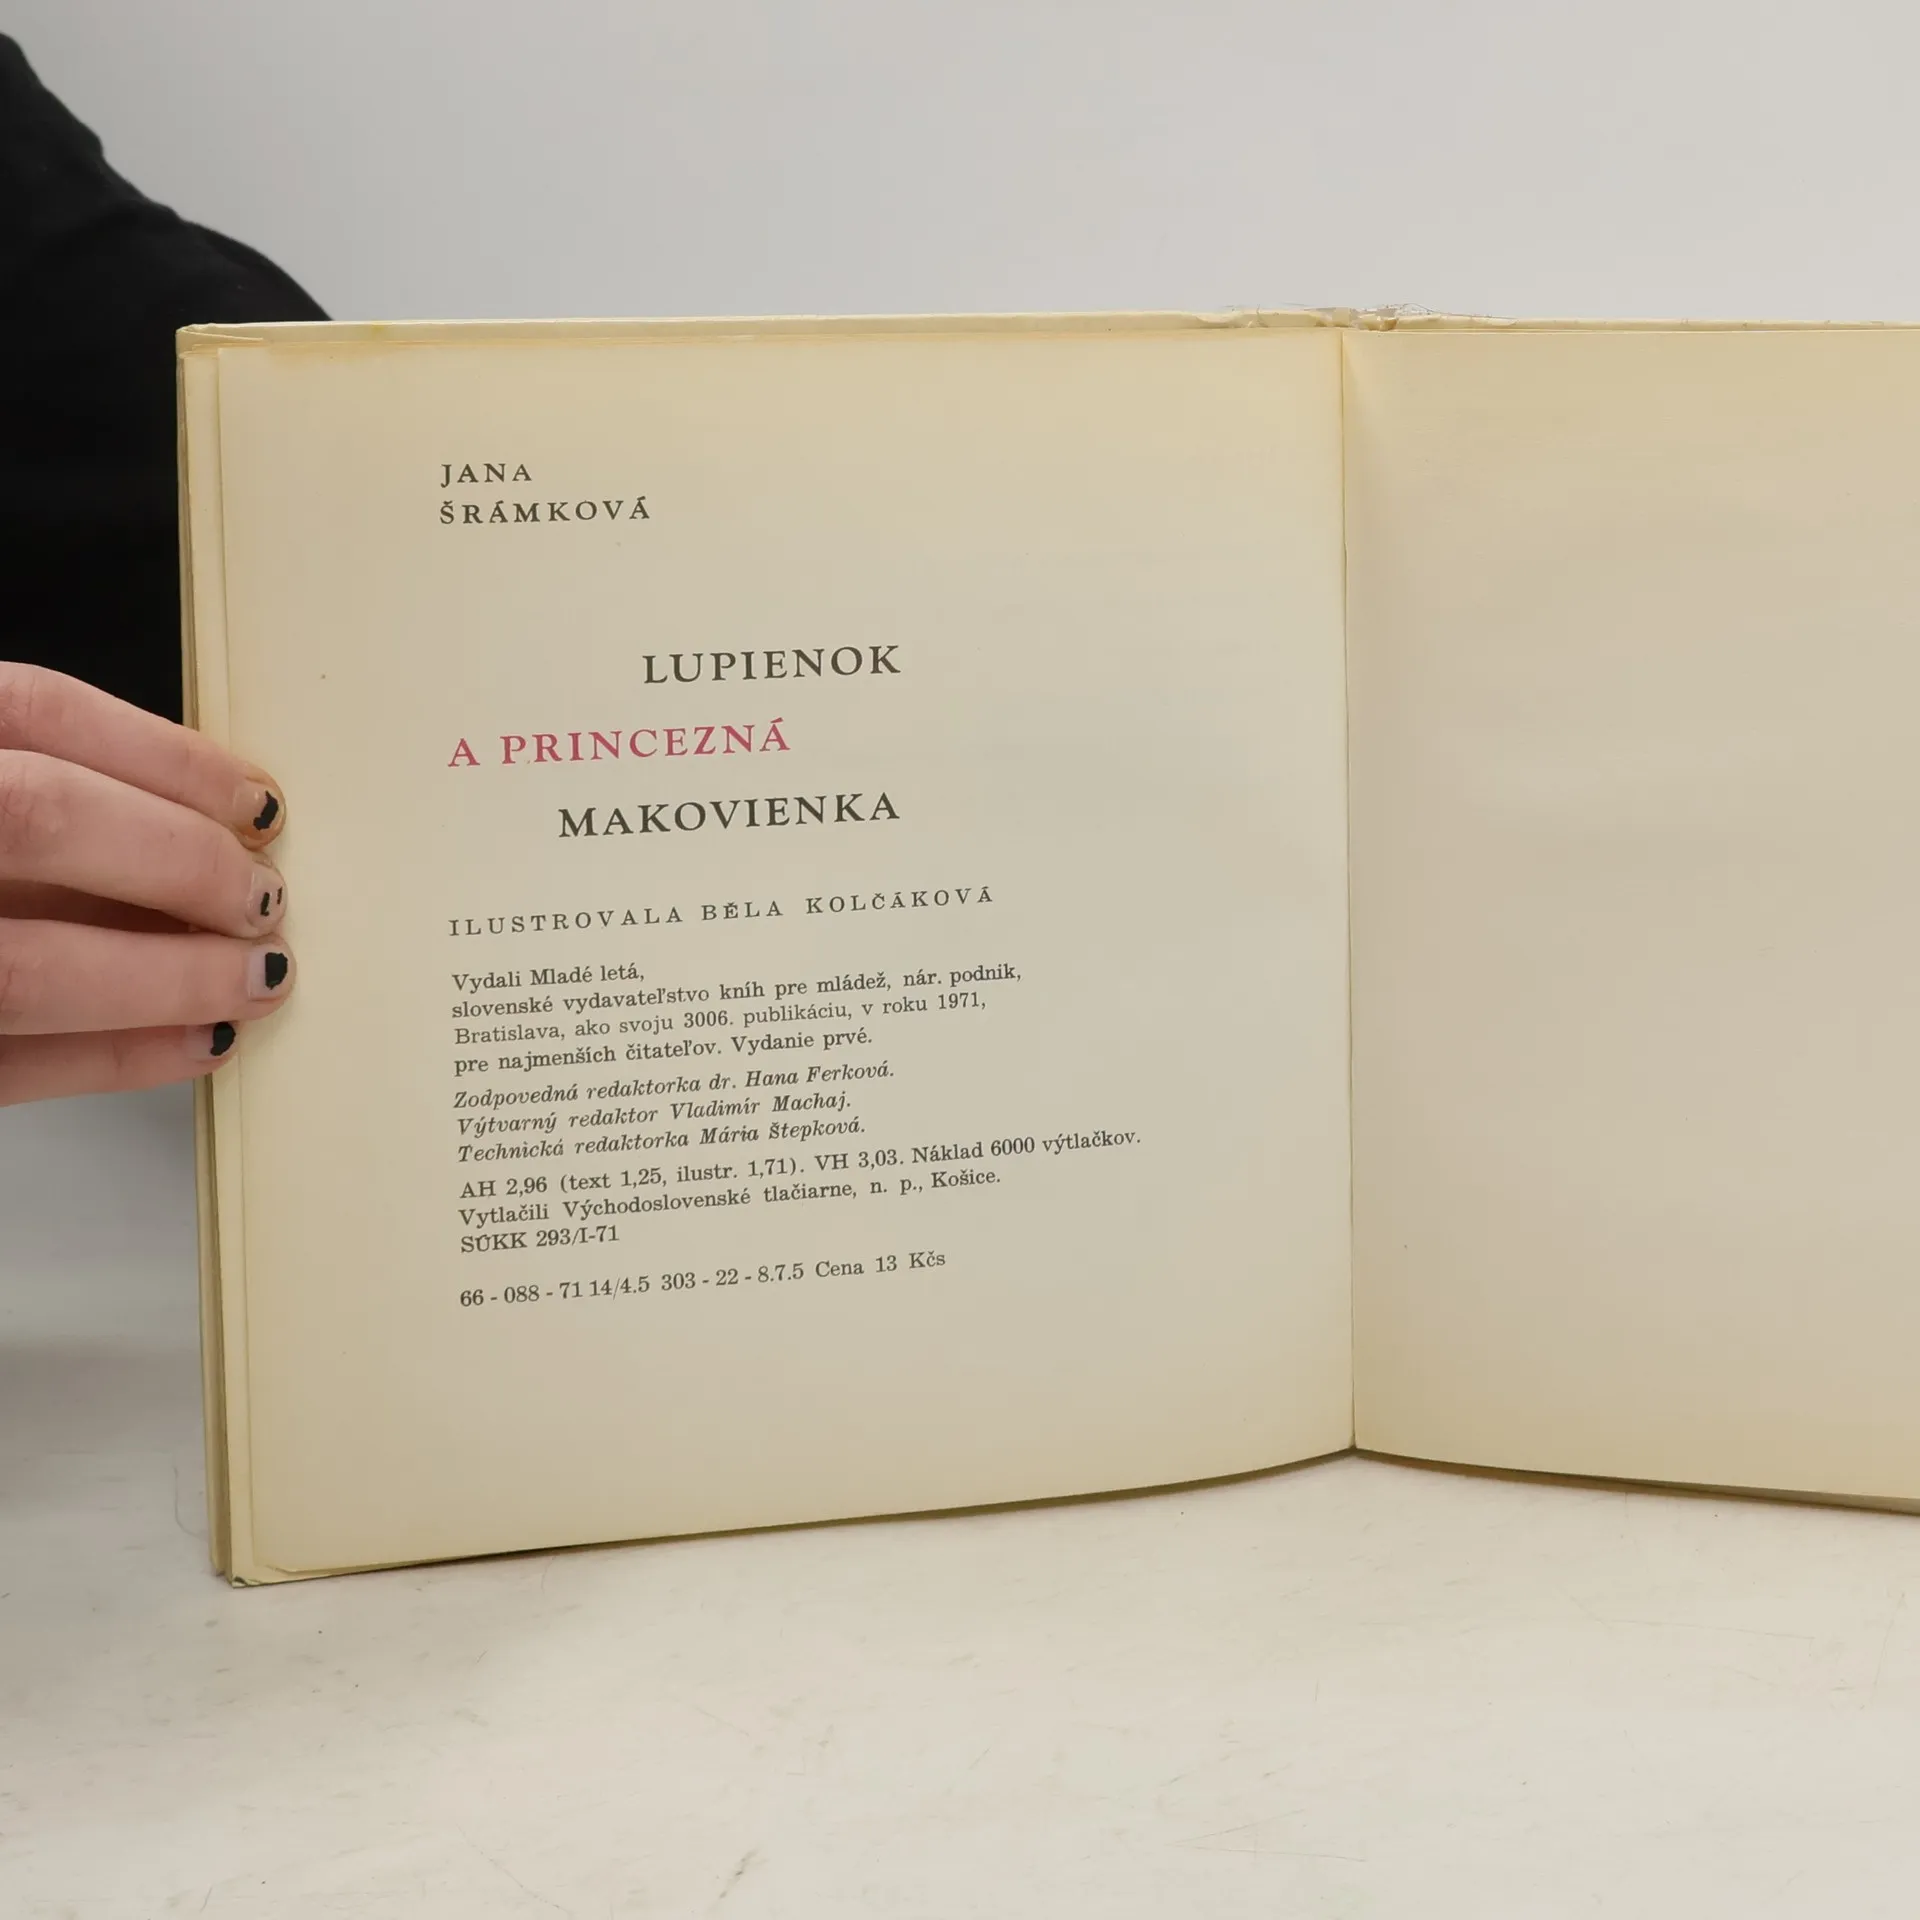 JANA
ŠRÁMKOVÁ
LUPIENOK
A PRINCEZNÁ
MAKOVIENKA
ILUSTROVALA BĚLA KOLČÁKOVÁ
Vydali Mladé letá,
slovenské vydavateľstvo kníh pre mládež, nár. podnik,
Bratislava, ako svoju 3006. publikáciu, v roku 1971,
pre najmenších čitateľov. Vydanie prvé.
Zodpovedná redaktorka dr. Hana Ferková.
Výtvarný redaktor Vladimír Machaj.
Technická redaktorka Mária Štepková.
AH 2,96 (text 1,25, ilustr. 1,71). VH 3,03. Náklad 6000 výtlačkov.
Vytlačili Východoslovenské tlačiarne, n. p., Košice.
SÚKK 293/I-71
66 - 088 - 71 14/4.5 303 - 22 - 8.7.5 Cena 13 Kčs